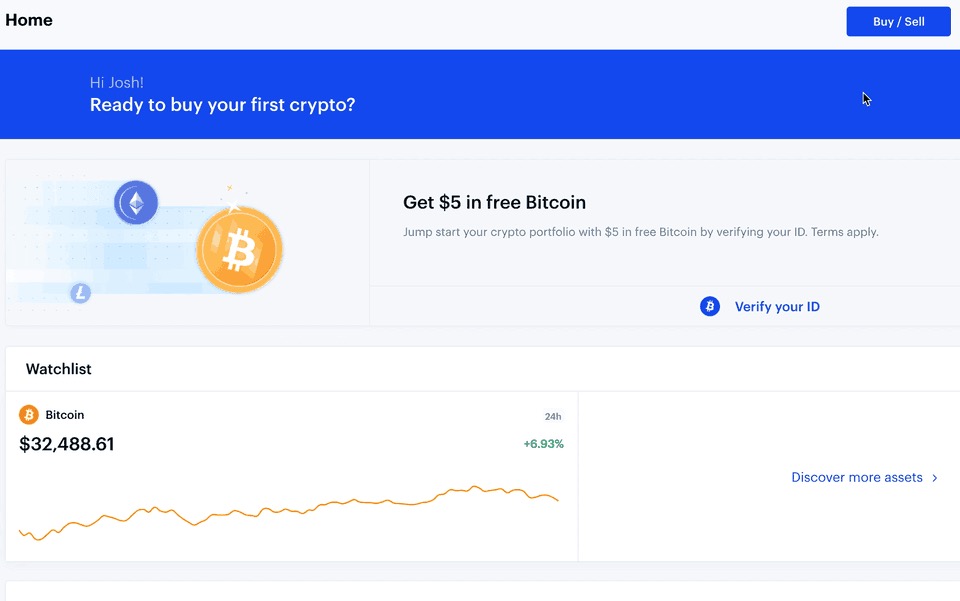 Home
Buy / Sell
Hi Josh!
Ready to buy your first crypto?
Get $5 in free Bitcoin
Jump start your crypto portfolio with $5 in free Bitcoin by verifying your ID. Terms apply.
Verify your ID
Watchlist
Bitcoin
24h
$32,488.61
+6.93%
Discover more assets